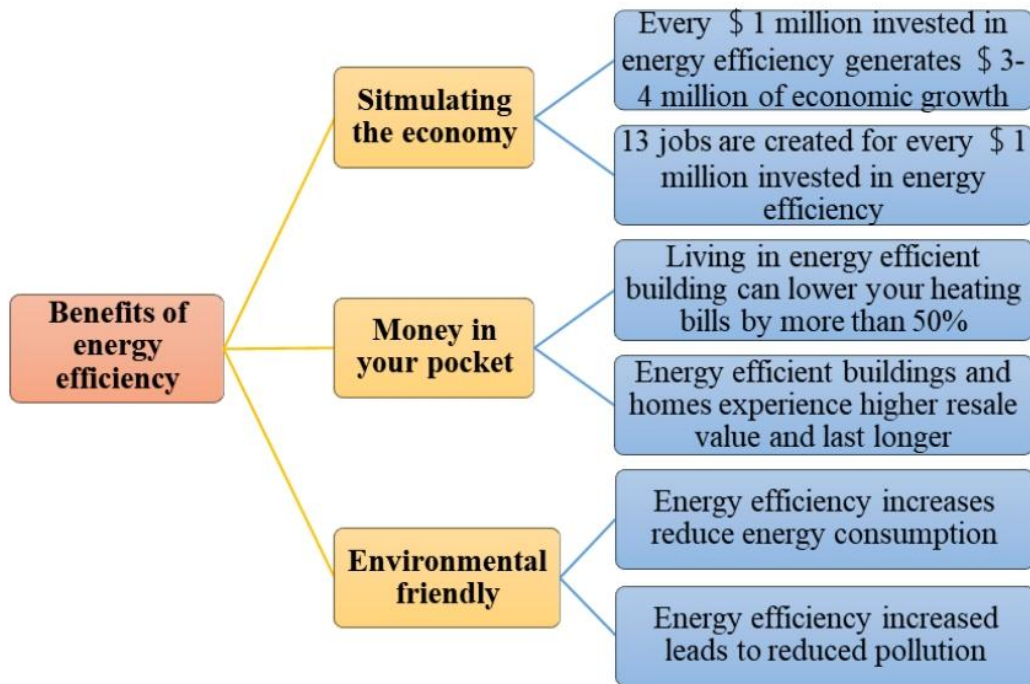 Benefits of
energy
efficiency
Sitmulating
the economy
Every $ 1 million invested in
energy efficiency generates $ 3-
4 million of economic growth
13 jobs are created for every $ 1
million invested in energy
efficiency
Money in
your pocket
Living in energy efficient
building can lower your heating
bills by more than 50%
Energy efficient buildings and
homes experience higher resale
value and last longer
Environmental
friendly
Energy efficiency increases
reduce energy consumption
Energy efficiency increased
leads to reduced pollution